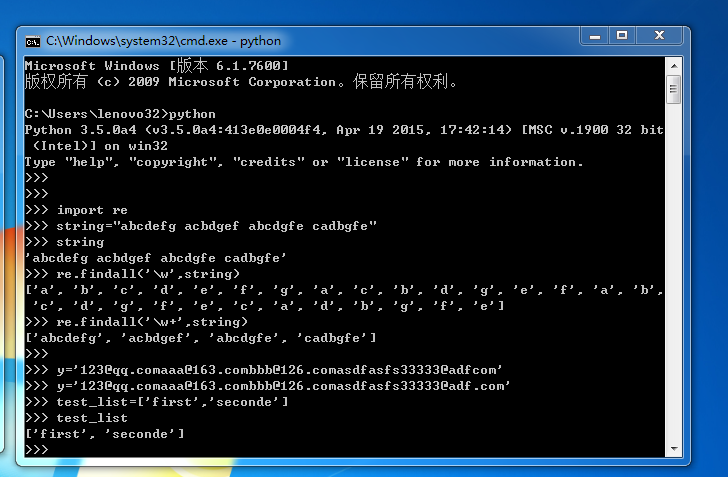 C:\Windows\system32\cmd.exe - python
Microsoft Windows [版本 6.1.7600]
版权所有 (c) 2009 Microsoft Corporation。保留所有权利。
C:\Users\lenovo32>python
Python 3.5.0a4 (v3.5.0a4:413e0e0004f4, Apr 19 2015, 17:42:14) [MSC v.1900 32 bit
(Intel)] on win32
Type "help", "copyright", "credits" or "license" for more information.
>>>
>>>
>>> import re
>>> string="abcdefg acbdgef abcdgfe cadbgfe"
>>> string
'abcdefg acbdgef abcdgfe cadbgfe'
>>> re.findall('\w',string)
['a', 'b', 'c', 'd', 'e', 'f', 'g', 'a', 'c', 'b', 'd', 'g', 'e', 'f', 'a', 'b',
'c', 'd', 'g', 'f', 'e', 'c', 'a', 'd', 'b', 'g', 'f', 'e']
>>> re.findall('\w+',string)
['abcdefg', 'acbdgef', 'abcdgfe', 'cadbgfe']
>>>
>>> y='123@qq.comaaa@163.combbb@126.comasdfasfs33333@adfcom'
>>> y='123@qq.comaaa@163.combbb@126.comasdfasfs33333@adf.com'
>>> test_list=['first','seconde']
>>> test_list
['first', 'seconde']
>>>